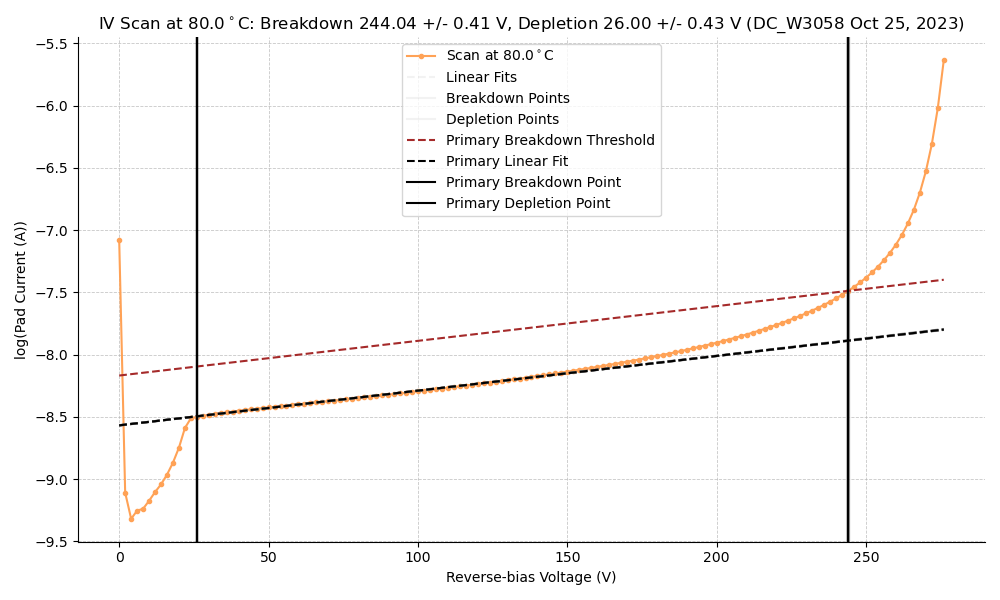 IV Scan at 80.0°C: Breakdown 244.04 +/- 0.41 V, Depletion 26.00 +/- 0.43 V (DC_W3058 Oct 25, 2023)
Scan at 80.0°C
Linear Fits
Breakdown Points
Depletion Points
Primary Breakdown Threshold
Primary Linear Fit
Primary Breakdown Point
Primary Depletion Point
log(Pad Current (A))
−5.5
−6.0
−6.5
−7.0
−7.5
−8.0
−8.5
−9.0
−9.5
0
50
100
150
200
250
Reverse-bias Voltage (V)